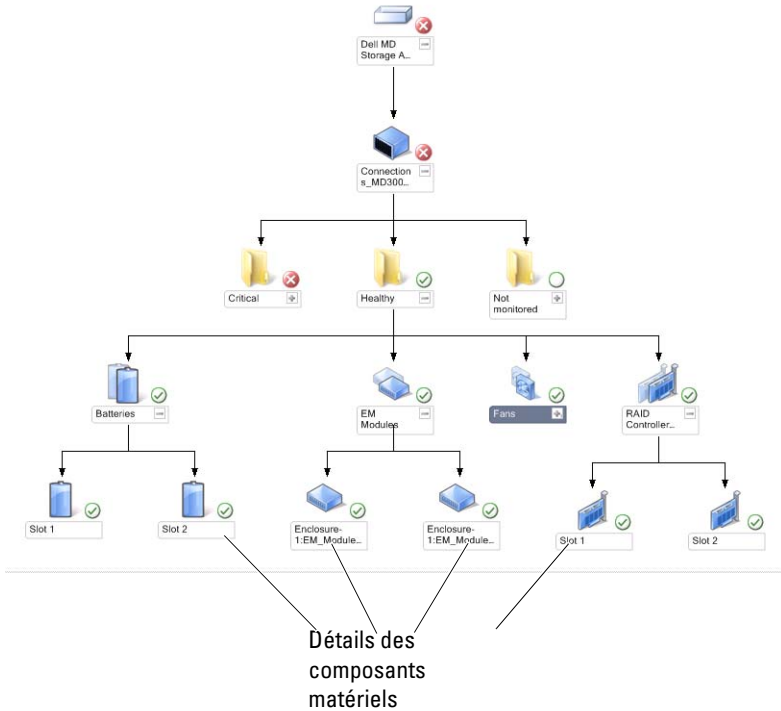 Dell MD
Storage A...
Connection
s_MD300...
Critical
Healthy
Not
monitored
Batteries
EM
Modules
Fans
RAID
Controller...
Slot 1
Slot 2
Enclosure-
1:EM_Module...
Enclosure-
1:EM_Module...
Slot 1
Slot 2
Détails des
composants
matériels